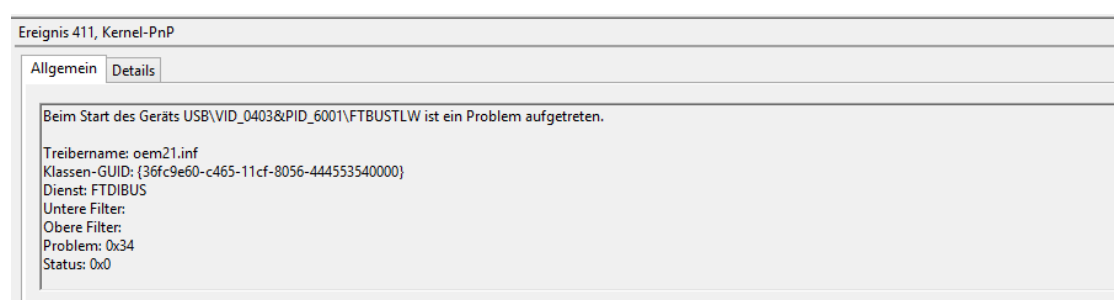 Ereignis 411, Kernel-PnP
Allgemein Details
Beim Start des Geräts USB\VID_0403&PID_6001\FTBUSTLW ist ein Problem aufgetreten.
Treibername: oem21.inf
Klassen-GUID: {36fc9e60-c465-11cf-8056-444553540000}
Dienst: FTDIBUS
Untere Filter:
Obere Filter:
Problem: 0x34
Status: 0x0